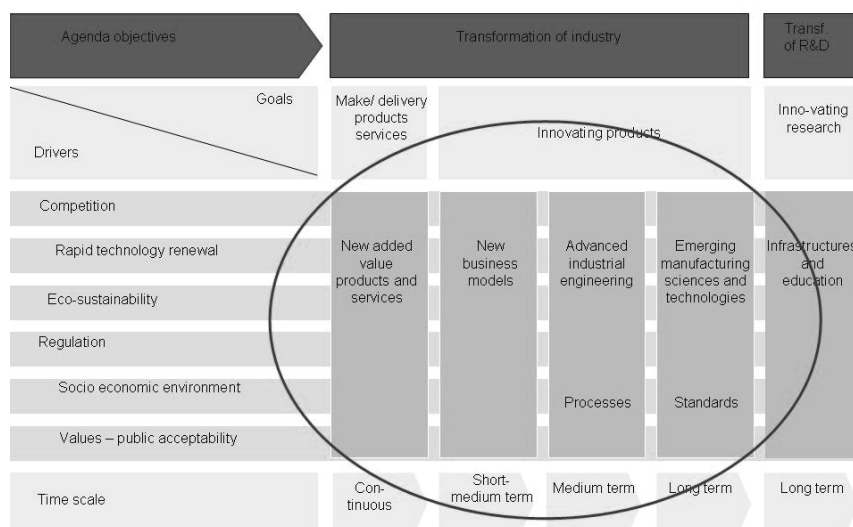 Agenda objectives
Transformation of industry
Transf.
of R&D
Goals
Drivers
Make/ delivery
products
services
Innovating products
Inno-vating
research
Competition
Rapid technology renewal
Eco-sustainability
Regulation
Socio economic environment
Values – public acceptability
New added
value
products and
services
New
business
models
Advanced
industrial
engineering
Processes
Emerging
manufacturing
sciences and
technologies
Standards
Infrastructures
and
education
Time scale
Con-
tinuous
Short-
medium term
Medium term
Long term
Long term